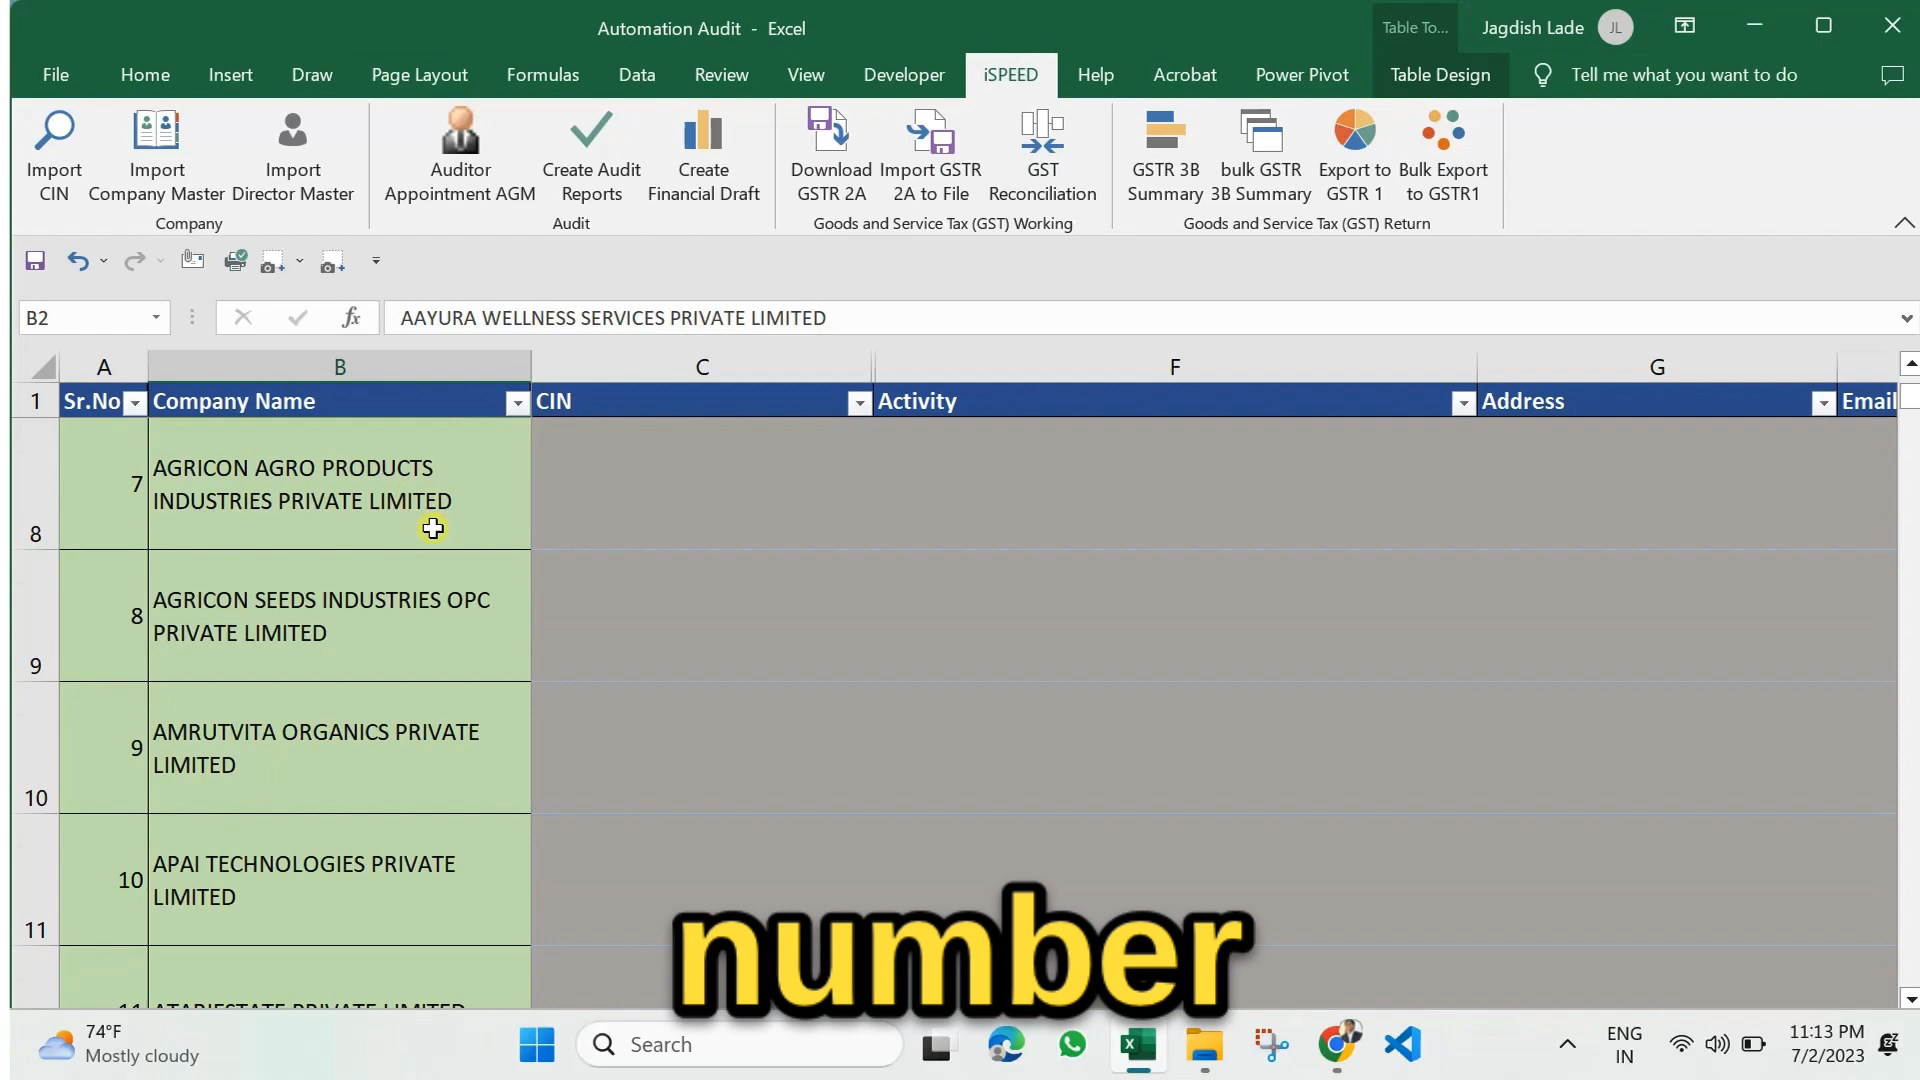 Automation Audit - Excel
Table To...
Jagdish Lade
JL
File
Home
Insert
Draw
Page Layout
Formulas
Data
Review
View
Developer
iSPEED
Help
Acrobat
Power Pivot
Table Design
Tell me what you want to do
Import
CIN
Import
Company Master
Import
Director Master
Company
Auditor
Appointment AGM
Create Audit
Reports
Create
Financial Draft
Audit
Download
GSTR 2A
Import GSTR
2A to File
GST
Reconciliation
Goods and Service Tax (GST) Working
GSTR 3B
Summary
bulk GSTR
3B Summary
Export to
GSTR 1
Bulk Export
to GSTR1
Goods and Service Tax (GST) Return
B2
fx
AAYURA WELLNESS SERVICES PRIVATE LIMITED
A
B
C
F
G
1
Sr.No
Company Name
CIN
Activity
Address
Email
8
7
AGRICON AGRO PRODUCTS
INDUSTRIES PRIVATE LIMITED
9
8
AGRICON SEEDS INDUSTRIES OPC
PRIVATE LIMITED
10
9
AMRUTVITA ORGANICS PRIVATE
LIMITED
11
10
APAI TECHNOLOGIES PRIVATE
LIMITED
number
74°F
Mostly cloudy
Search
ENG
IN
11:13 PM
7/2/2023